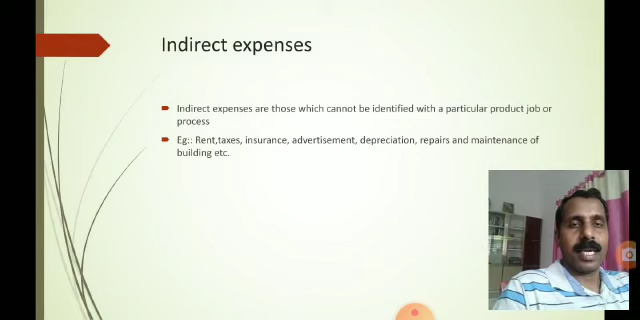 Indirect expenses
Indirect expenses are those which cannot be identified with a particular product job or
process
Eg:: Rent,taxes, insurance, advertisement, depreciation, repairs and maintenance of
building etc.